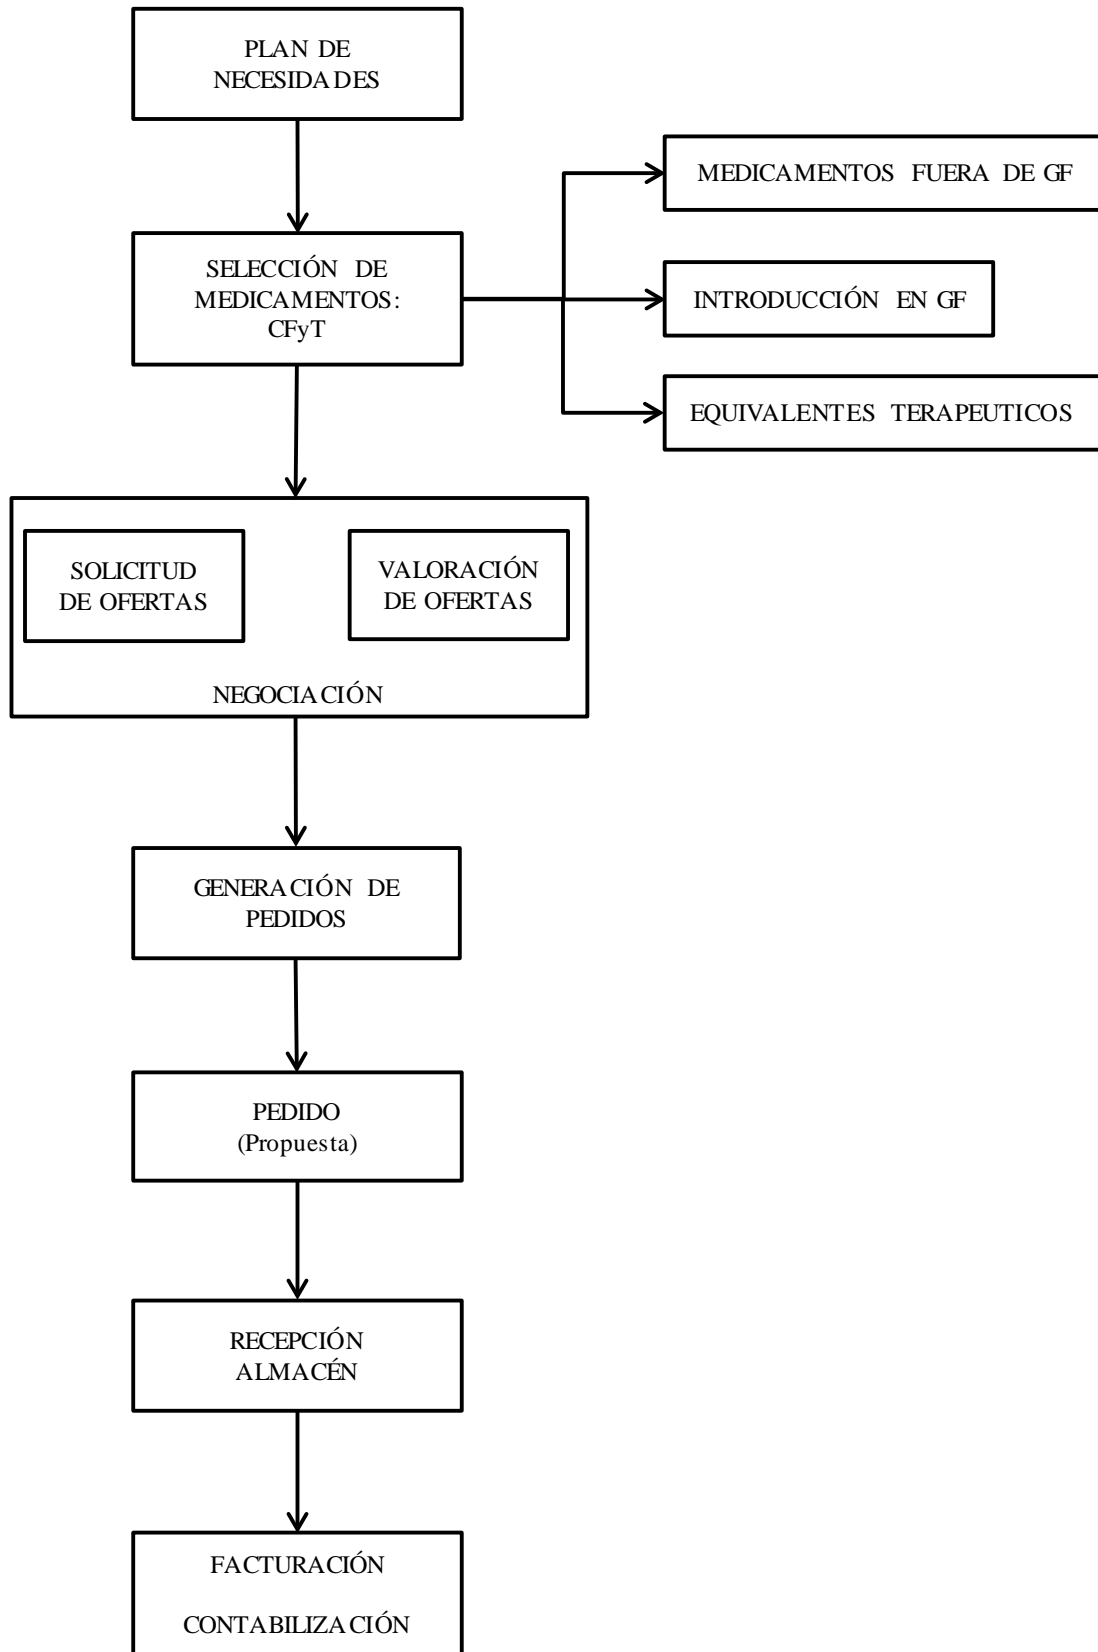 PLAN DE
NECESIDADES
MEDICAMENTOS FUERA DE GF
SELECCIÓN DE
MEDICAMENTOS:
CFyT
INTRODUCCIÓN EN GF
EQUIVALENTES TERAPEUTICOS
SOLICITUD
DE OFERTAS
VALORACIÓN
DE OFERTAS
NEGOCIACIÓN
GENERACIÓN DE
PEDIDOS
PEDIDO
(Propuesta)
RECEPCIÓN
ALMACÉN
FACTURACIÓN
CONTABILIZACIÓN